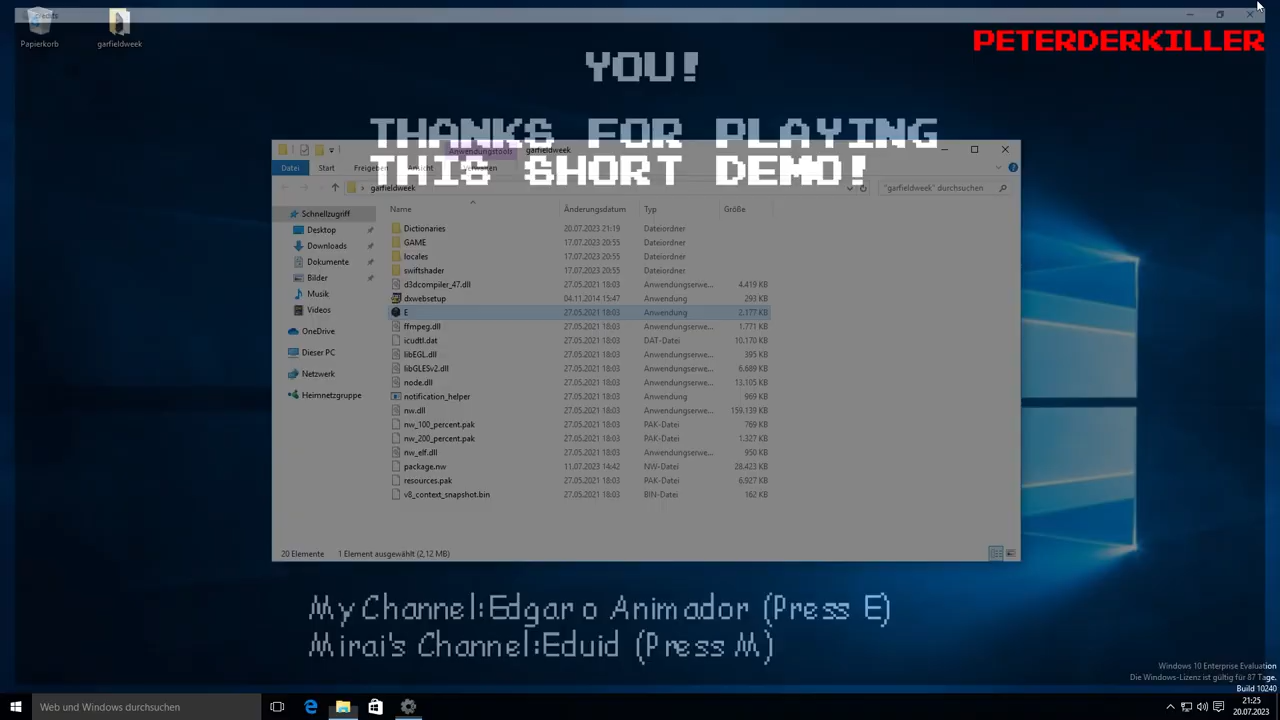 credits
Papierkorb
garfieldweek
PETERDERKILLER
YOU!
THANKS FOR PLAYING
THIS SHORT DEMO!
Anwendungstools
garfieldweek
Datei Start Freigeben Ansicht Verwalten
garfieldweek
"garfieldweek" durchsuchen
Name Änderungsdatum Typ Größe
Schnellzugriff
Desktop
Downloads
Dokumente
Bilder
Musik
Videos
OneDrive
Dieser PC
Netzwerk
Heimnetzgruppe
Dictionaries 20.07.2023 21:19 Dateiordner
GAME 17.07.2023 20:55 Dateiordner
locales 17.07.2023 20:55 Dateiordner
swiftshader 17.07.2023 20:55 Dateiordner
d3dcompiler_47.dll 27.05.2021 18:03 Anwendungserwe... 4.419 KB
dxwebsetup 04.11.2014 15:47 Anwendung 293 KB
E 27.05.2021 18:03 Anwendung 2.177 KB
ffmpeg.dll 27.05.2021 18:03 Anwendungserwe... 1.771 KB
icudtl.dat 27.05.2021 18:03 DAT-Datei 10.170 KB
libEGL.dll 27.05.2021 18:03 Anwendungserwe... 395 KB
libGLESv2.dll 27.05.2021 18:03 Anwendungserwe... 6.689 KB
node.dll 27.05.2021 18:03 Anwendungserwe... 13.105 KB
notification_helper 27.05.2021 18:03 Anwendung 969 KB
nw.dll 27.05.2021 18:03 Anwendungserwe... 159.139 KB
nw_100_percent.pak 27.05.2021 18:03 PAK-Datei 1.077 KB
nw_200_percent.pak 27.05.2021 18:03 PAK-Datei 1.327 KB
nw_elf.dll 27.05.2021 18:03 Anwendungserwe... 950 KB
package.nw 11.07.2023 14:42 NW-Datei 28.423 KB
resources.pak 27.05.2021 18:03 PAK-Datei 6.927 KB
v8_context_snapshot.bin 27.05.2021 18:03 BIN-Datei 162 KB
20 Elemente 1 Element ausgewählt (2,12 MB)
My Channel:Edgar o Animador (Press E)
Mirai's Channel:Eduid (Press M)
Windows 10 Enterprise Evaluation
Die Windows-Lizenz ist gültig für 87 Tage.
Build 10240
Web und Windows durchsuchen
21:25
20.07.2023